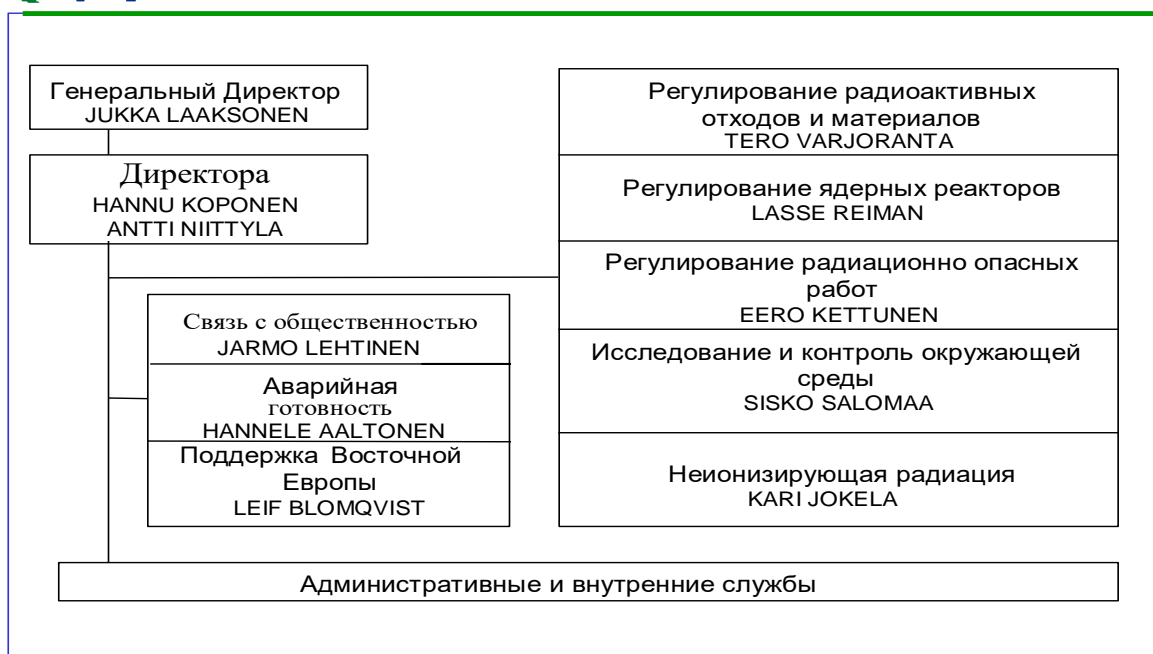 Генеральный Директор
JUKKA LAAKSONEN
Директора
HANNU KOPONEN
ANTTI NIITTYLA
Связь с общественностью
JARMO LEHTINEN
Аварийная
готовность
HANNELE AALTONEN
Поддержка Восточной
Европы
LEIF BLOMQVIST
Регулирование радиоактивных
отходов и материалов
TERO VARJORANTA
Регулирование ядерных реакторов
LASSE REIMAN
Регулирование радиационно опасных
работ
EERO KETTUNEN
Исследование и контроль окружающей
среды
SISKO SALOMAA
Неионизирующая радиация
KARI JOKELA
Административные и внутренние службы